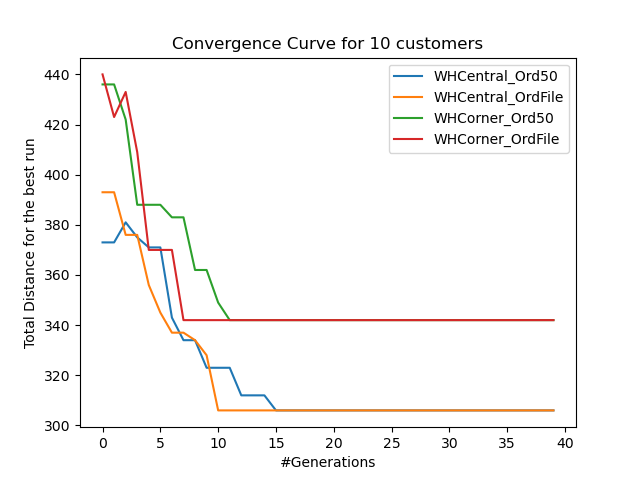 Convergence Curve for 10 customers
WHCentral_Ord50
WHCentral_OrdFile
WHCorner_Ord50
WHCorner_OrdFile
Total Distance for the best run
440
420
400
380
360
340
320
300
0 5 10 15 20 25 30 35 40
#Generations